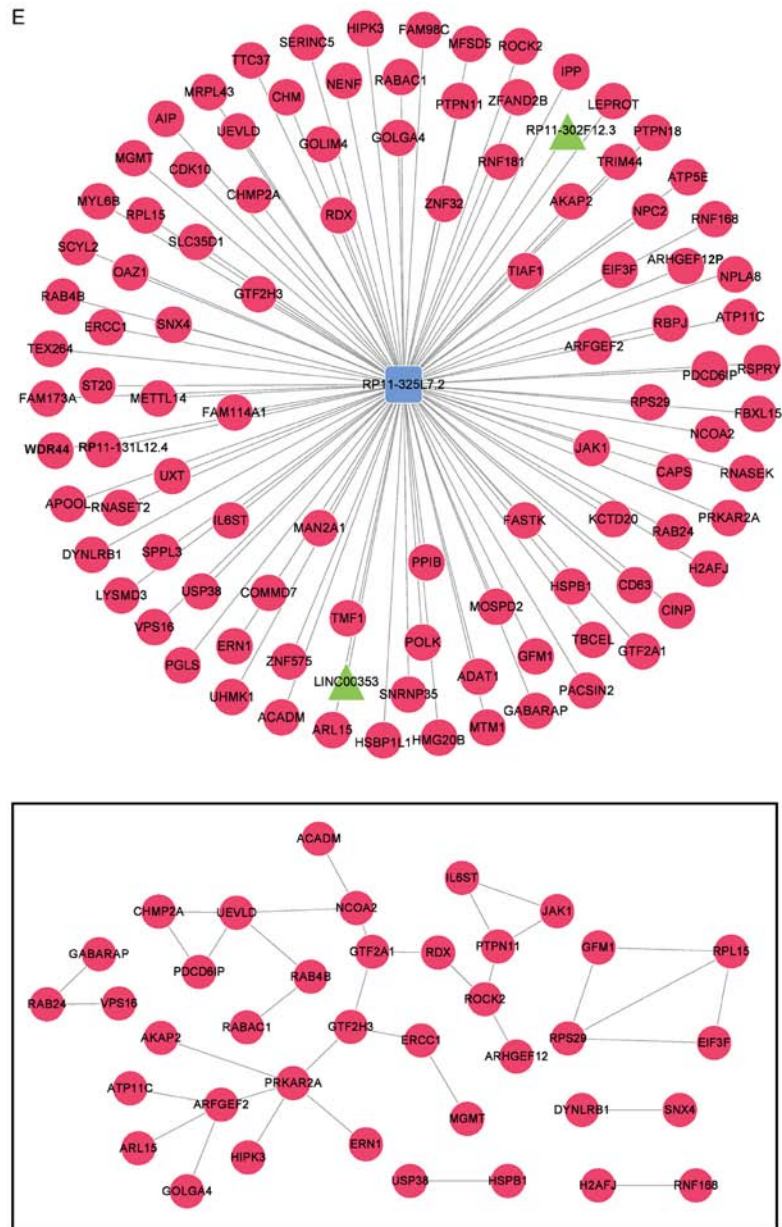 E
HIPK3
FAM98C
SERINC5
MFSD5
ROCK2
TTC37
IPP
MRPL43
CHM
NENF
RABAC1
PTPN11
ZFAND2B
LEPROT
AIP
UEVLD
GOLIM4
GOLGA4
RP11-302F12.3
PTPN18
MGMT
CDK10
RNF181
TRIM44
ATP5E
MYL6B
RPL15
CHMP2A
RDX
ZNF32
AKAP2
NPC2
RNF168
SCYL2
OAZ1
SLC35D1
TIAF1
EIF3F
ARHGEF12P
NPLA8
RAB4B
GTF2H3
ERCC1
SNX4
RBPJ
ATP11C
TEX264
ARFGEF2
PDCD6IP
RSPRY
FAM173A
ST20
METTL14
RP11-325L7.2
RPS29
FBXL15
FAM114A1
NCOA2
WDR44
RP11-131L12.4
JAK1
UXT
CAPS
RNASEK
APOOL
RNASET2
IL6ST
MAN2A1
FASTK
KCTD20
PRKAR2A
DYNLRB1
SPPL3
RAB24
H2AFJ
LYSMD3
USP38
COMMD7
PPIB
HSPB1
CD63
CINP
VPS16
TMF1
MOSPD2
ERN1
POLK
TBCEL
GTF2A1
PGLS
ZNF575
GFM1
UHMK1
LINC00353
SNRNP35
ADAT1
PACSIN2
ACADM
GABARAP
ARL15
HSBP1L1
HMG20B
MTM1
ACADM
IL6ST
CHMP2A
UEVLD
NCOA2
JAK1
PTPN11
GFM1
RPL15
GABARAP
PDCD6IP
GTF2A1
RDX
RAB4B
RAB24
VPS16
ROCK2
RABAC1
GTF2H3
AKAP2
ERCC1
ARHGEF12
RPS29
EIF3F
ATP11C
PRKAR2A
ARFGEF2
MGMT
DYNLRB1
SNX4
ARL15
HIPK3
ERN1
GOLGA4
USP38
HSPB1
H2AFJ
RNF168